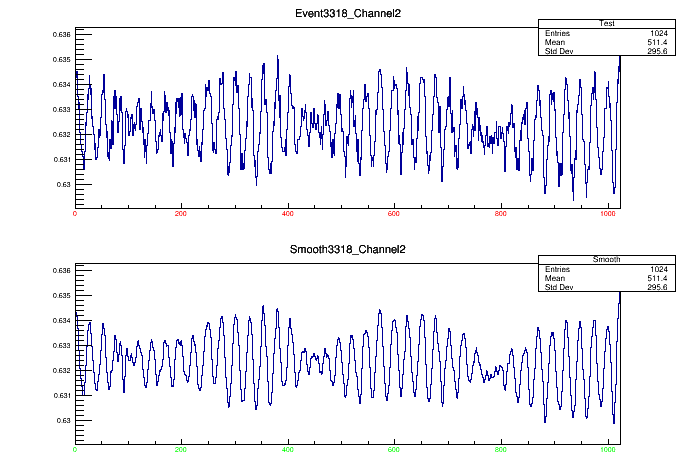 Event3318_Channel2
Test
Entries 1024
Mean 511.4
Std Dev 295.6
0.636
0.635
0.634
0.633
0.632
0.631
0.63
0 200 400 600 800 1000
Smooth3318_Channel2
Smooth
Entries 1024
Mean 511.4
Std Dev 295.6
0.636
0.635
0.634
0.633
0.632
0.631
0.63
0 200 400 600 800 1000